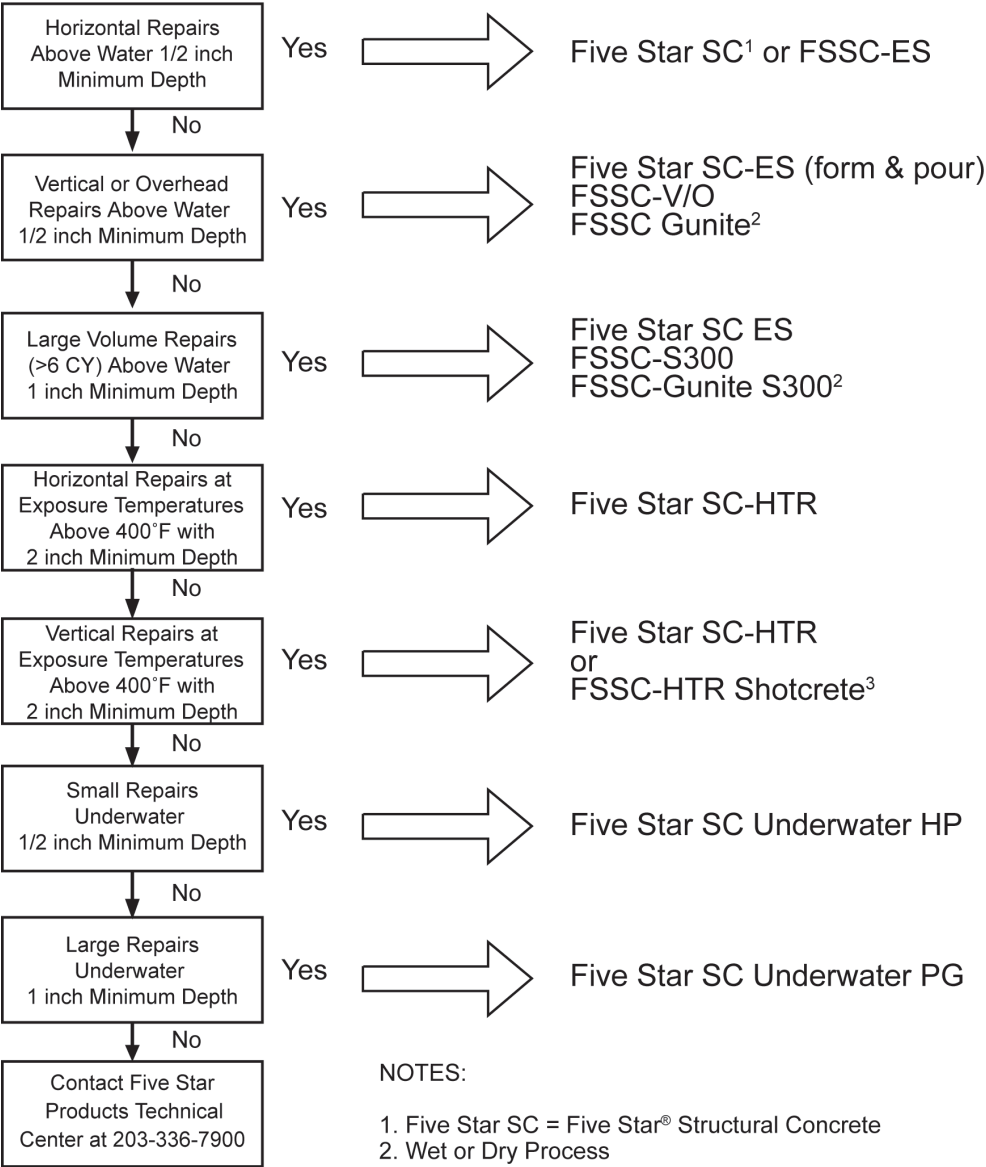 Horizontal Repairs
Above Water 1/2 inch
Minimum Depth
Yes
Five Star SC¹ or FSSC-ES
No
Vertical or Overhead
Repairs Above Water
1/2 inch Minimum Depth
Yes
Five Star SC-ES (form & pour)
FSSC-V/O
FSSC Gunite²
No
Large Volume Repairs
(>6 CY) Above Water
1 inch Minimum Depth
Yes
Five Star SC ES
FSSC-S300
FSSC-Gunite S300²
No
Horizontal Repairs at
Exposure Temperatures
Above 400˚F with
2 inch Minimum Depth
Yes
Five Star SC-HTR
No
Vertical Repairs at
Exposure Temperatures
Above 400˚F with
2 inch Minimum Depth
Yes
Five Star SC-HTR
or
FSSC-HTR Shotcrete³
No
Small Repairs
Underwater
1/2 inch Minimum Depth
Yes
Five Star SC Underwater HP
No
Large Repairs
Underwater
1 inch Minimum Depth
Yes
Five Star SC Underwater PG
No
Contact Five Star
Products Technical
Center at 203-336-7900
NOTES:
1. Five Star SC = Five Star® Structural Concrete
2. Wet or Dry Process